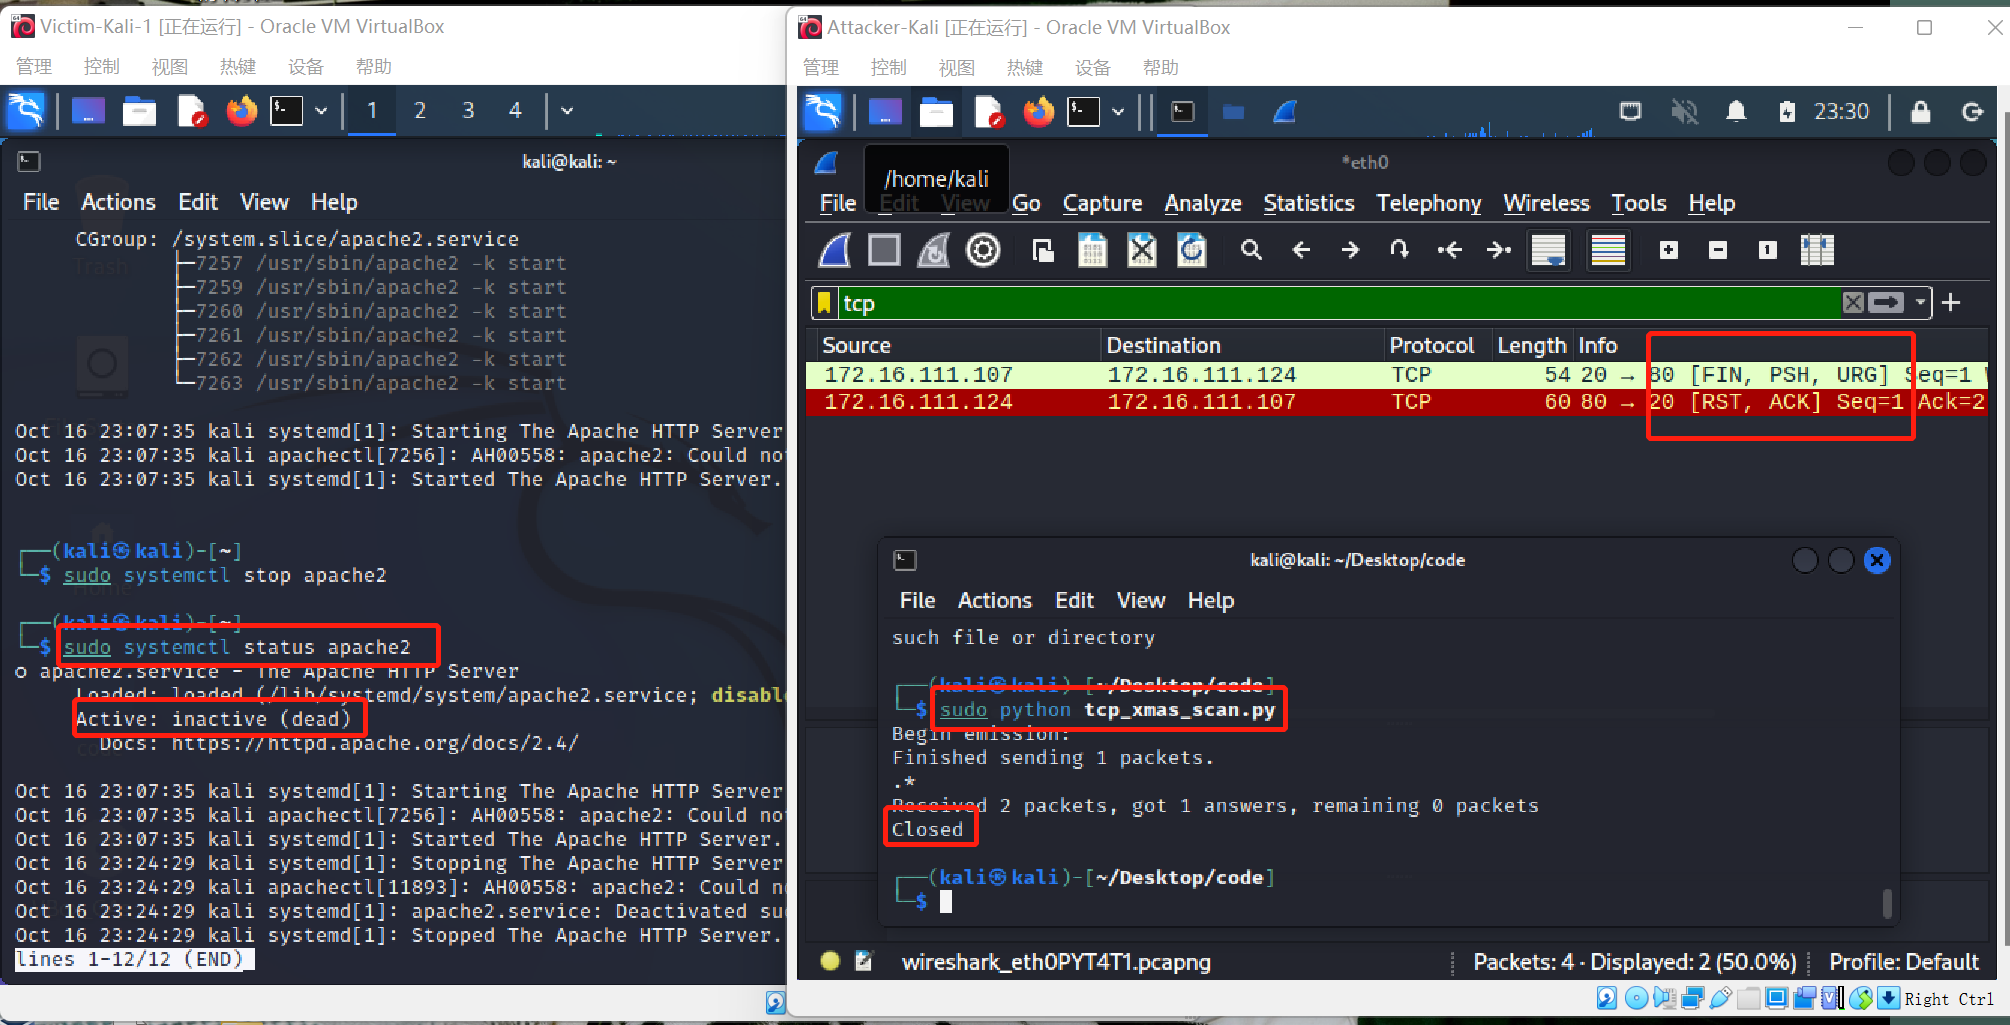 Victim-Kali-1 [正在运行] - Oracle VM VirtualBox
管理 控制 视图 热键 设备 帮助
1 2 3 4
kali@kali: ~
File Actions Edit View Help
CGroup: /system.slice/apache2.service
├─7257 /usr/sbin/apache2 -k start
├─7259 /usr/sbin/apache2 -k start
├─7260 /usr/sbin/apache2 -k start
├─7261 /usr/sbin/apache2 -k start
├─7262 /usr/sbin/apache2 -k start
└─7263 /usr/sbin/apache2 -k start
Oct 16 23:07:35 kali systemd[1]: Starting The Apache HTTP Server
Oct 16 23:07:35 kali apachectl[7256]: AH00558: apache2: Could no
Oct 16 23:07:35 kali systemd[1]: Started The Apache HTTP Server.
┌──(kali㉿kali)-[~]
└─$ sudo systemctl stop apache2
┌──(kali㉿kali)-[~]
└─$ sudo systemctl status apache2
○ apache2.service - The Apache HTTP Server
Loaded: loaded (/lib/systemd/system/apache2.service; disable
Active: inactive (dead)
Docs: https://httpd.apache.org/docs/2.4/
Oct 16 23:07:35 kali systemd[1]: Starting The Apache HTTP Server
Oct 16 23:07:35 kali apachectl[7256]: AH00558: apache2: Could no
Oct 16 23:07:35 kali systemd[1]: Started The Apache HTTP Server.
Oct 16 23:24:29 kali systemd[1]: Stopping The Apache HTTP Server
Oct 16 23:24:29 kali apachectl[11893]: AH00558: apache2: Could n
Oct 16 23:24:29 kali systemd[1]: apache2.service: Deactivated su
Oct 16 23:24:29 kali systemd[1]: Stopped The Apache HTTP Server.
lines 1-12/12 (END)
Trash
Home
Attacker-Kali [正在运行] - Oracle VM VirtualBox
管理 控制 视图 热键 设备 帮助
23:30
*eth0
/home/kali
File Edit View Go Capture Analyze Statistics Telephony Wireless Tools Help
tcp
Source Destination Protocol Length Info
172.16.111.107 172.16.111.124 TCP 54 20 → 80 [FIN, PSH, URG] Seq=1
172.16.111.124 172.16.111.107 TCP 60 80 → 20 [RST, ACK] Seq=1 Ack=2
kali@kali: ~/Desktop/code
File Actions Edit View Help
such file or directory
┌──(kali㉿kali)-[~/Desktop/code]
└─$ sudo python tcp_xmas_scan.py
Begin emission:
Finished sending 1 packets.
.*
Received 2 packets, got 1 answers, remaining 0 packets
Closed
┌──(kali㉿kali)-[~/Desktop/code]
└─$
wireshark_eth0PYT4T1.pcapng Packets: 4 · Displayed: 2 (50.0%) Profile: Default
Right Ctrl